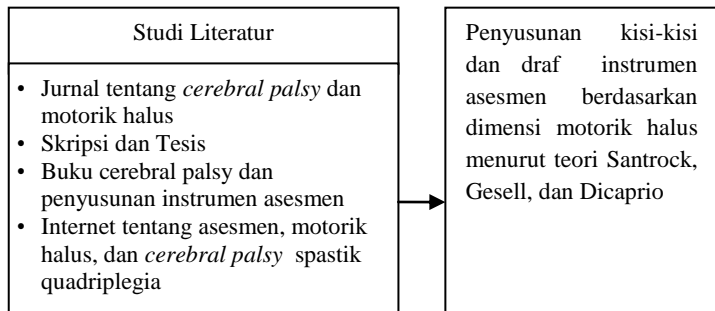 Studi Literatur
• Jurnal tentang cerebral palsy dan
motorik halus
• Skripsi dan Tesis
• Buku cerebral palsy dan
penyusunan instrumen asesmen
• Internet tentang asesmen, motorik
halus, dan cerebral palsy spastik
quadriplegia
Penyusunan kisi-kisi
dan draf instrumen
asesmen berdasarkan
dimensi motorik halus
menurut teori Santrock,
Gesell, dan Dicaprio